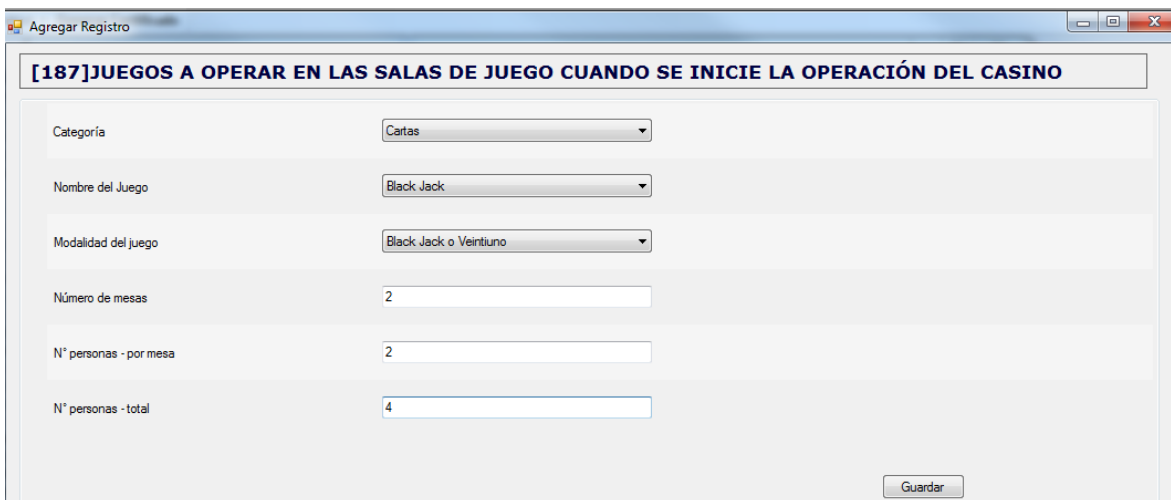 Agregar Registro
[187]JUEGOS A OPERAR EN LAS SALAS DE JUEGO CUANDO SE INICIE LA OPERACIÓN DEL CASINO
Categoría Cartas
Nombre del Juego Black Jack
Modalidad del juego Black Jack o Veintiuno
Número de mesas 2
N° personas - por mesa 2
N° personas - total 4
Guardar